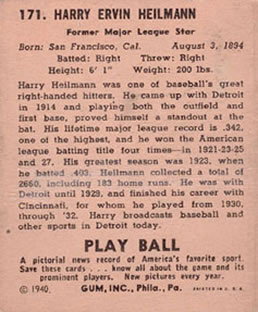 171. HARRY ERVIN HEILMANN
Former Major League Star
Born: San Francisco, Cal. August 3, 1894
Batted: Right Threw: Right
Height: 6' 1" Weight: 200 lbs.
Harry Heilmann was one of baseball's great
right-handed hitters. He came up with Detroit
in 1914 and playing both the outfield and
first base, proved himself a standout at the
bat. His lifetime major league record is .342,
one of the highest, and he won the American
league batting title four times —in 1921-23-25
and 27. His greatest season was 1923, when
he batted .403. Heilmann collected a total of
2660, including 183 home runs. He was with
Detroit until 1929, and finished his career with
Cincinnati, for whom he played from 1930,
through '32. Harry broadcasts baseball and
other sports in Detroit today.
PLAY BALL
A pictorial news record of America's favorite sport.
Save these cards . . . know all about the game and its
prominent players. New pictures every year.
© 1940, GUM, INC., Phila., Pa. PRINTED IN U. S. A.